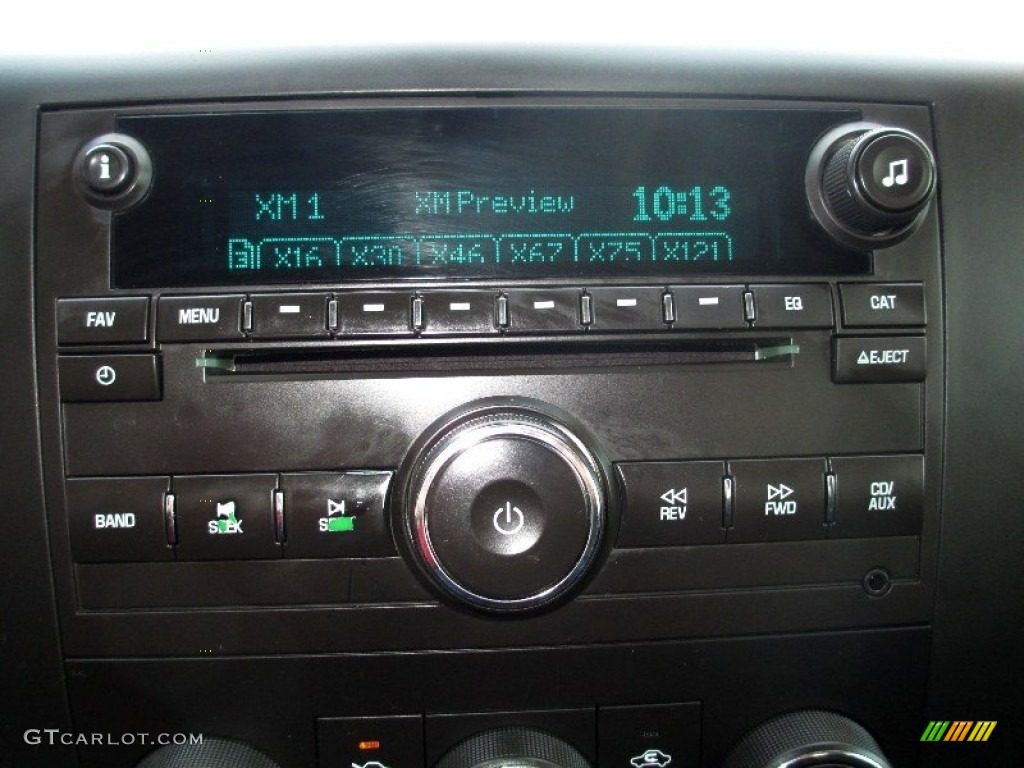 XM 1 XM Preview 10:13
X16 X30 X46 X67 X75 X121
FAV MENU EQ CAT
EJECT
BAND SEEK SEEK REV FWD CD/AUX
GTCARLOT.COM